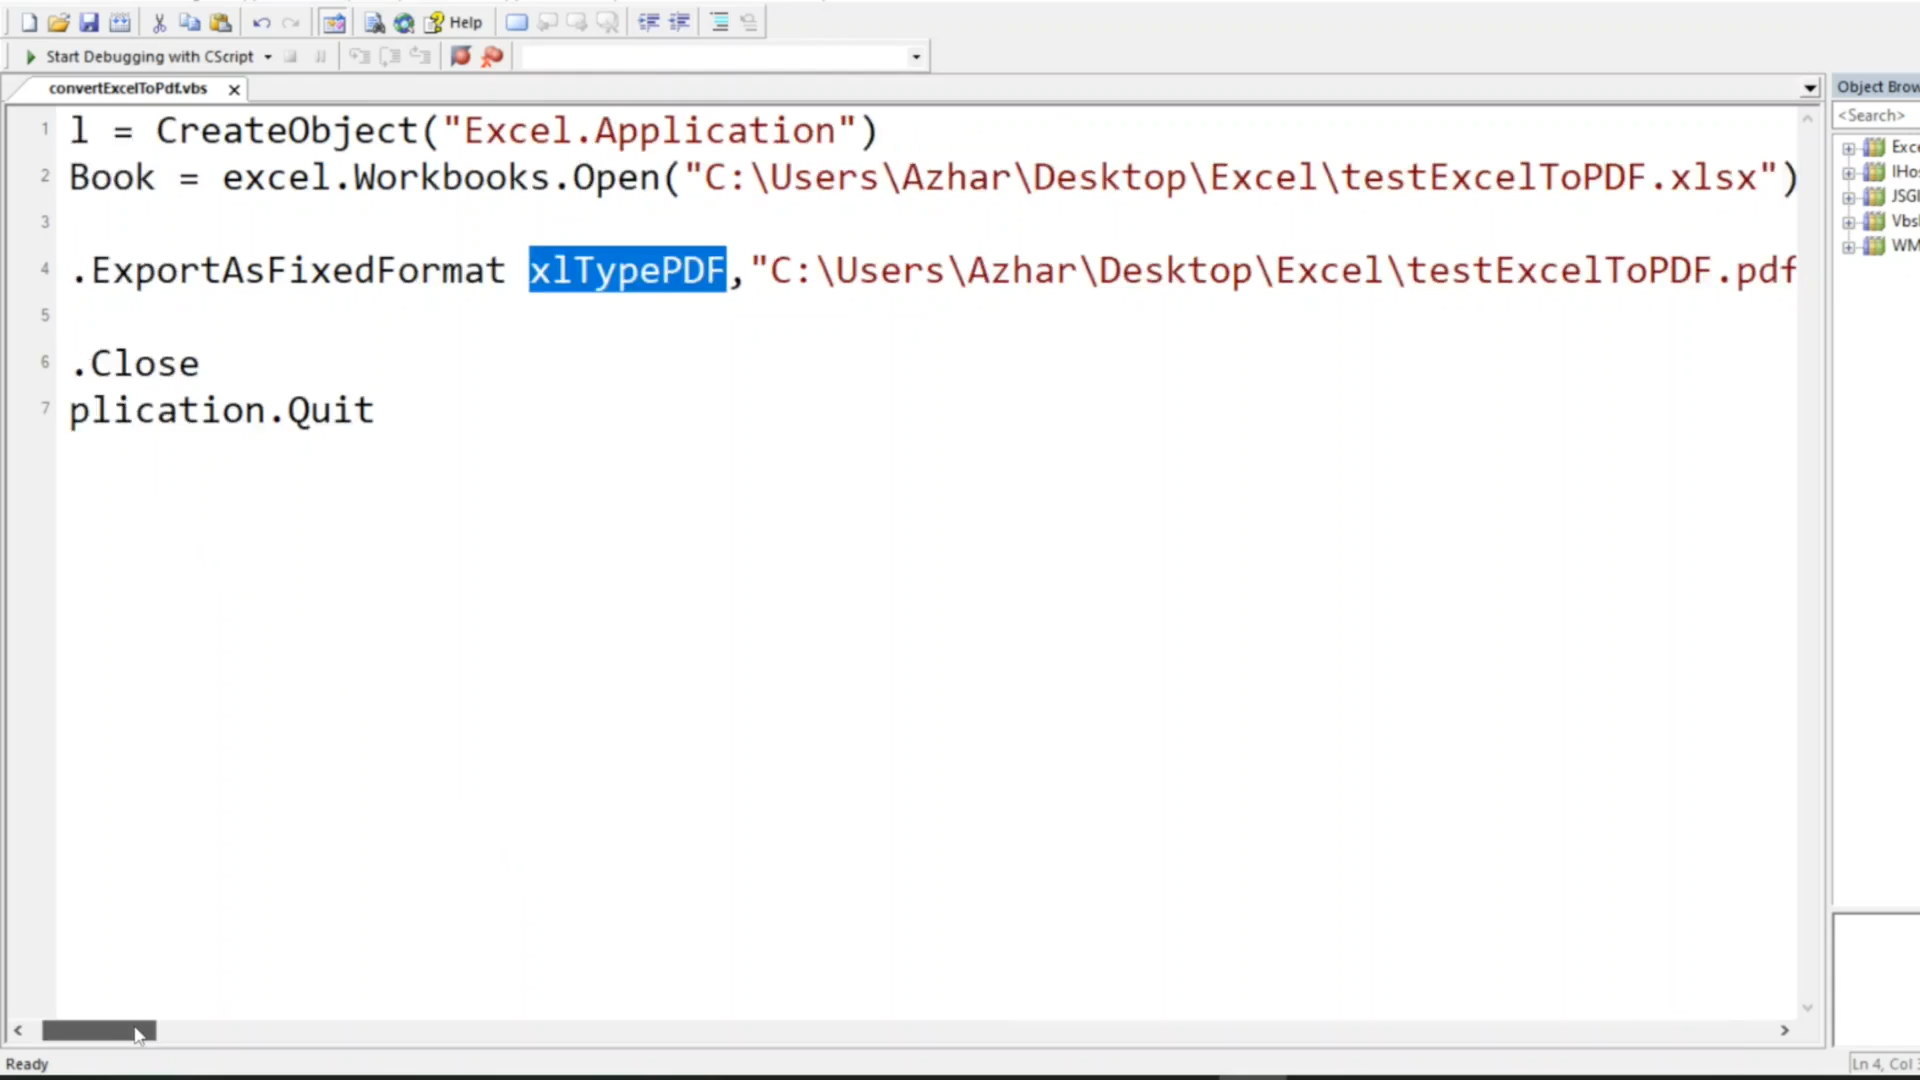 Help
Start Debugging with CScript
convertExcelToPdf.vbs
Object Brow
<Search>
1 l = CreateObject("Excel.Application")
2 Book = excel.Workbooks.Open("C:\Users\Azhar\Desktop\Excel\testExcelToPDF.xlsx")
3
4 .ExportAsFixedFormat xlTypePDF,"C:\Users\Azhar\Desktop\Excel\testExcelToPDF.pdf
5
6 .Close
7 plication.Quit
Exce
IHos
JSGl
Vbsl
WM
Ready
Ln 4, Col